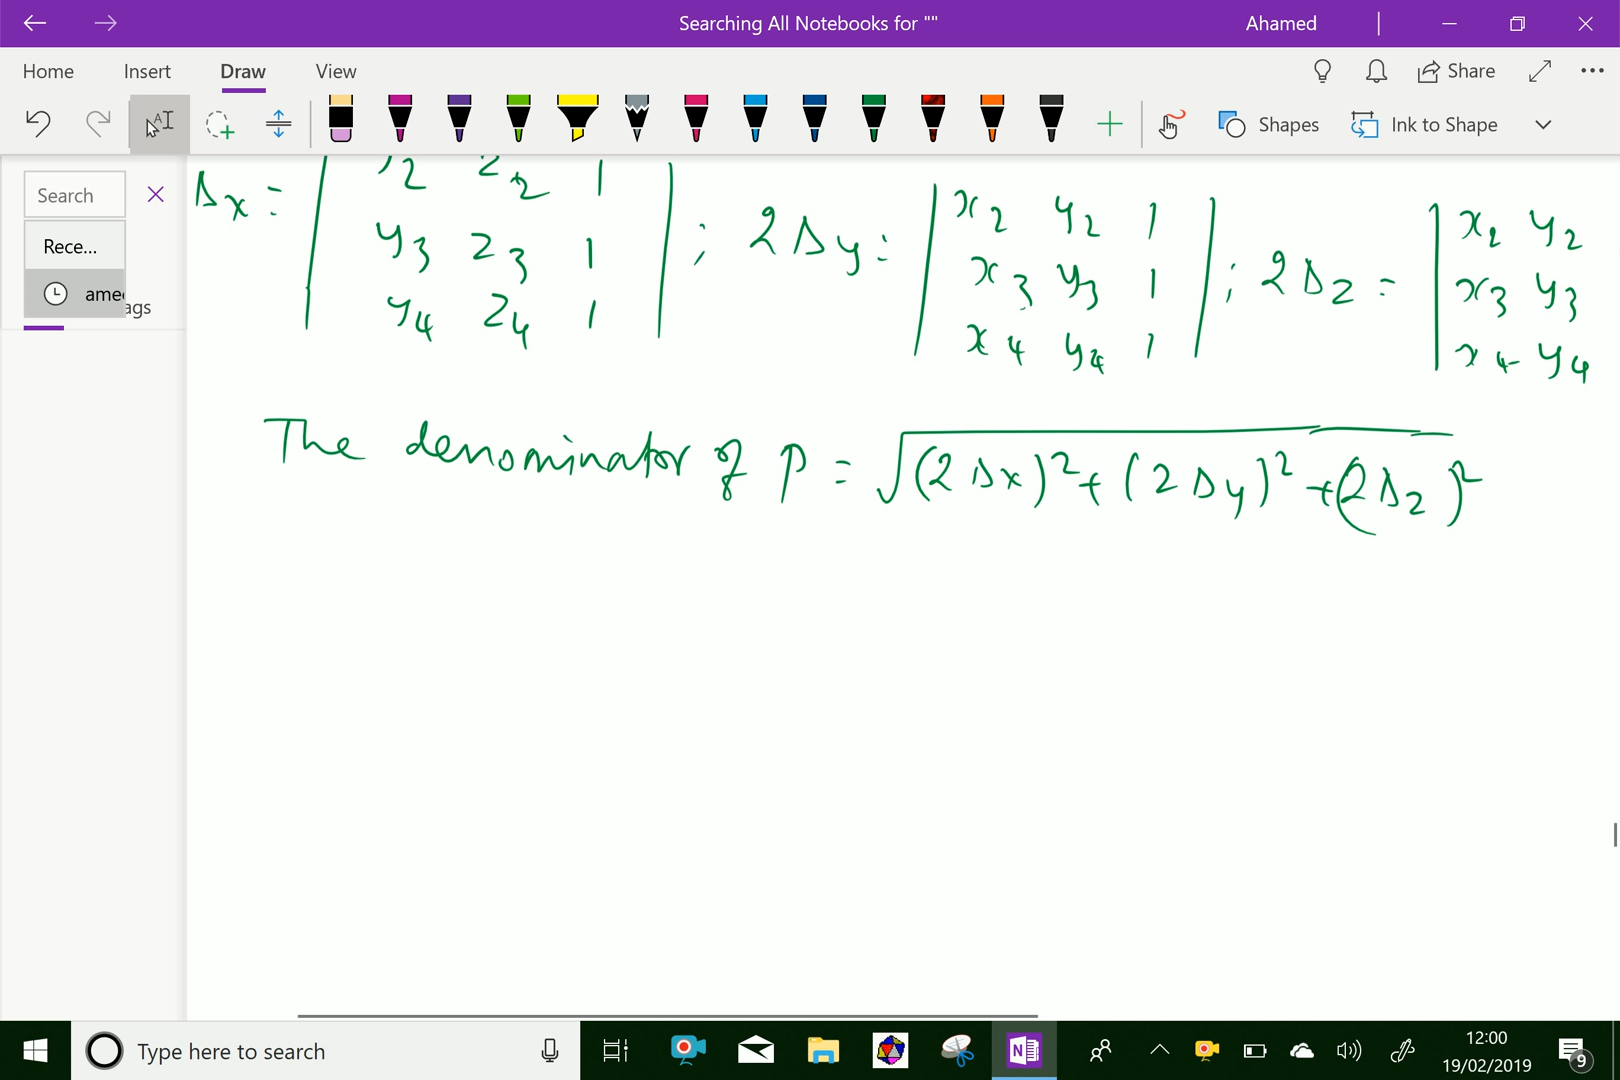 Searching All Notebooks for "" Ahamed
Home Insert Draw View Share
Shapes Ink to Shape
Search
Rece...
ame
ags
Δx = | y2 z2 1 | ; 2Δy = | x2 y2 1 | ; 2Δz = | x2 y2
y3 z3 1 x3 y3 1 x3 y3
y4 z4 1 x4 y4 1 x4 y4
The denominator of p = √(2Δx)² + (2Δy)² + (2Δz)²
Type here to search
12:00
19/02/2019
9